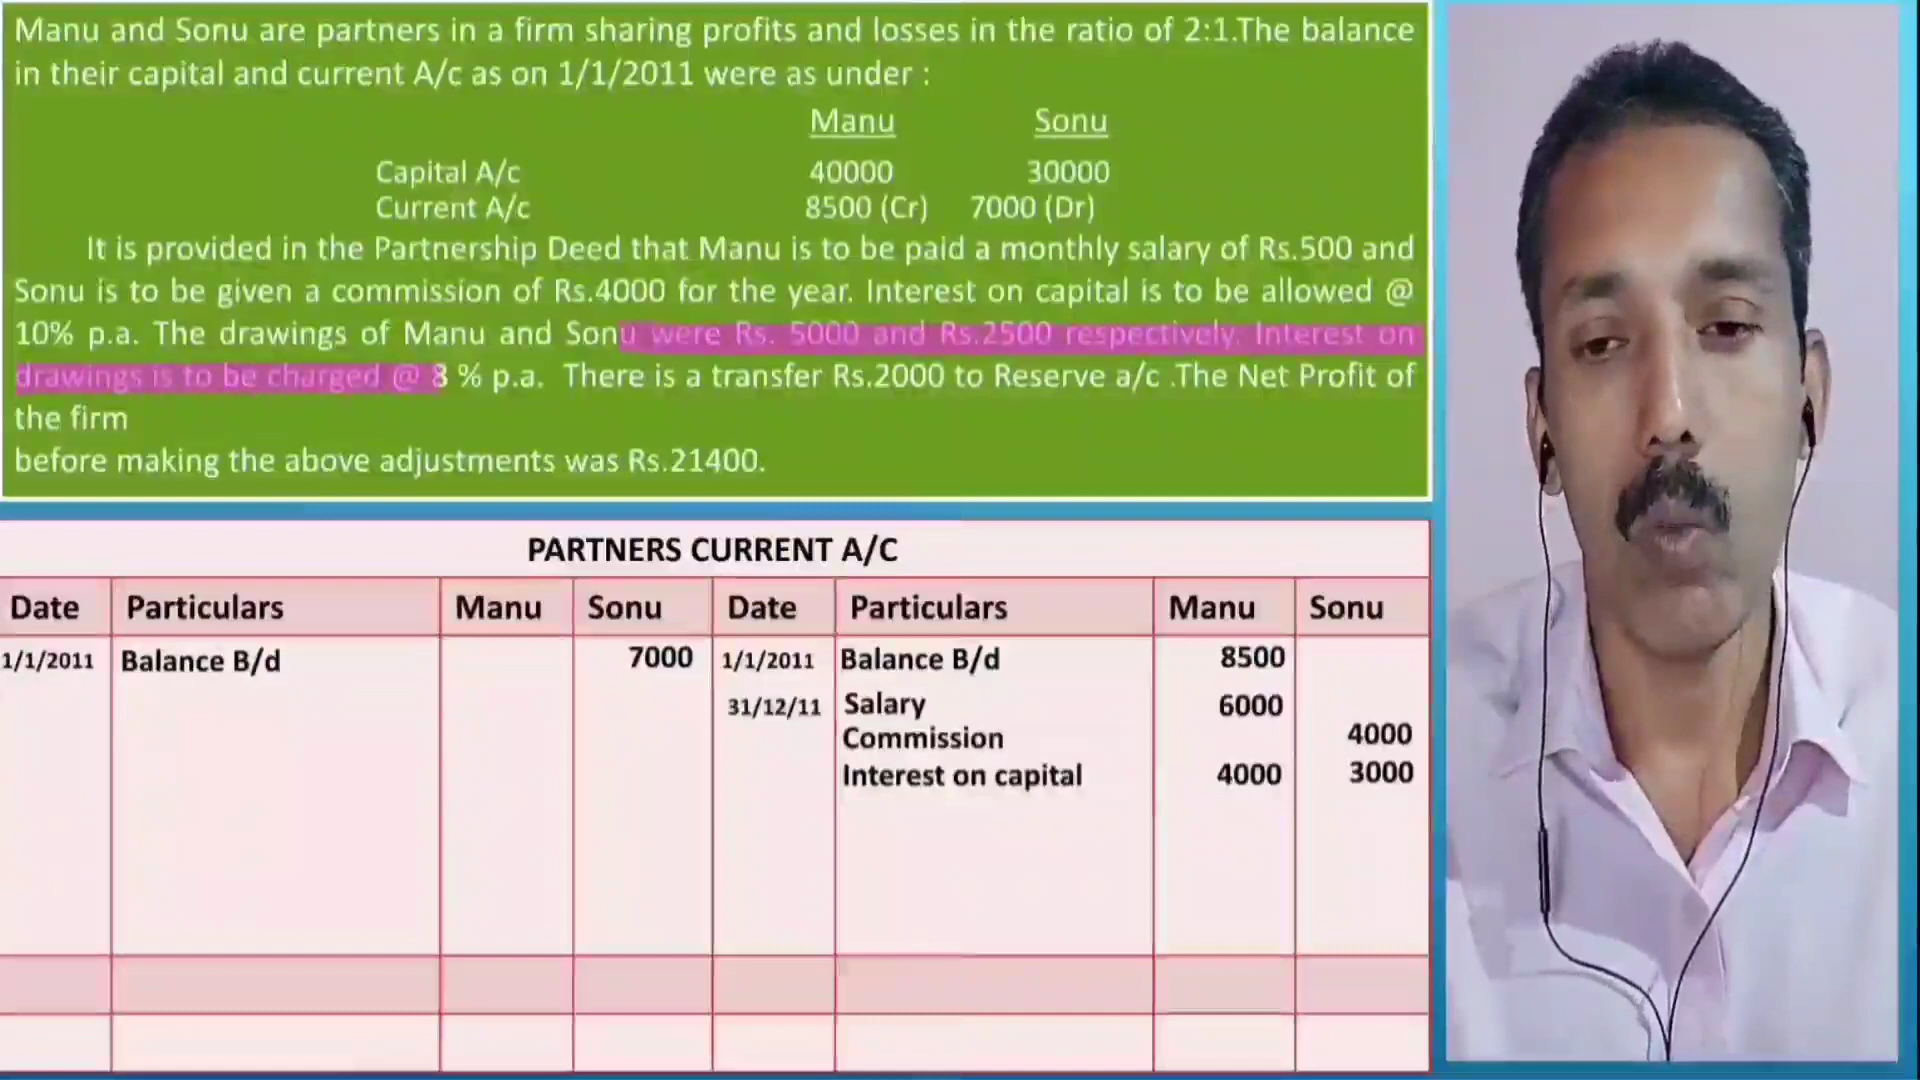 Manu and Sonu are partners in a firm sharing profits and losses in the ratio of 2:1.The balance
in their capital and current A/c as on 1/1/2011 were as under :
Manu Sonu
Capital A/c 40000 30000
Current A/c 8500 (Cr) 7000 (Dr)
It is provided in the Partnership Deed that Manu is to be paid a monthly salary of Rs.500 and
Sonu is to be given a commission of Rs.4000 for the year. Interest on capital is to be allowed @
10% p.a. The drawings of Manu and Sonu were Rs. 5000 and Rs.2500 respectively. Interest on
drawings is to be charged @ 8 % p.a. There is a transfer Rs.2000 to Reserve a/c .The Net Profit of
the firm
before making the above adjustments was Rs.21400.
PARTNERS CURRENT A/C
Date Particulars Manu Sonu Date Particulars Manu Sonu
1/1/2011 Balance B/d 7000 1/1/2011 Balance B/d 8500
31/12/11 Salary 6000
Commission 4000
Interest on capital 4000 3000